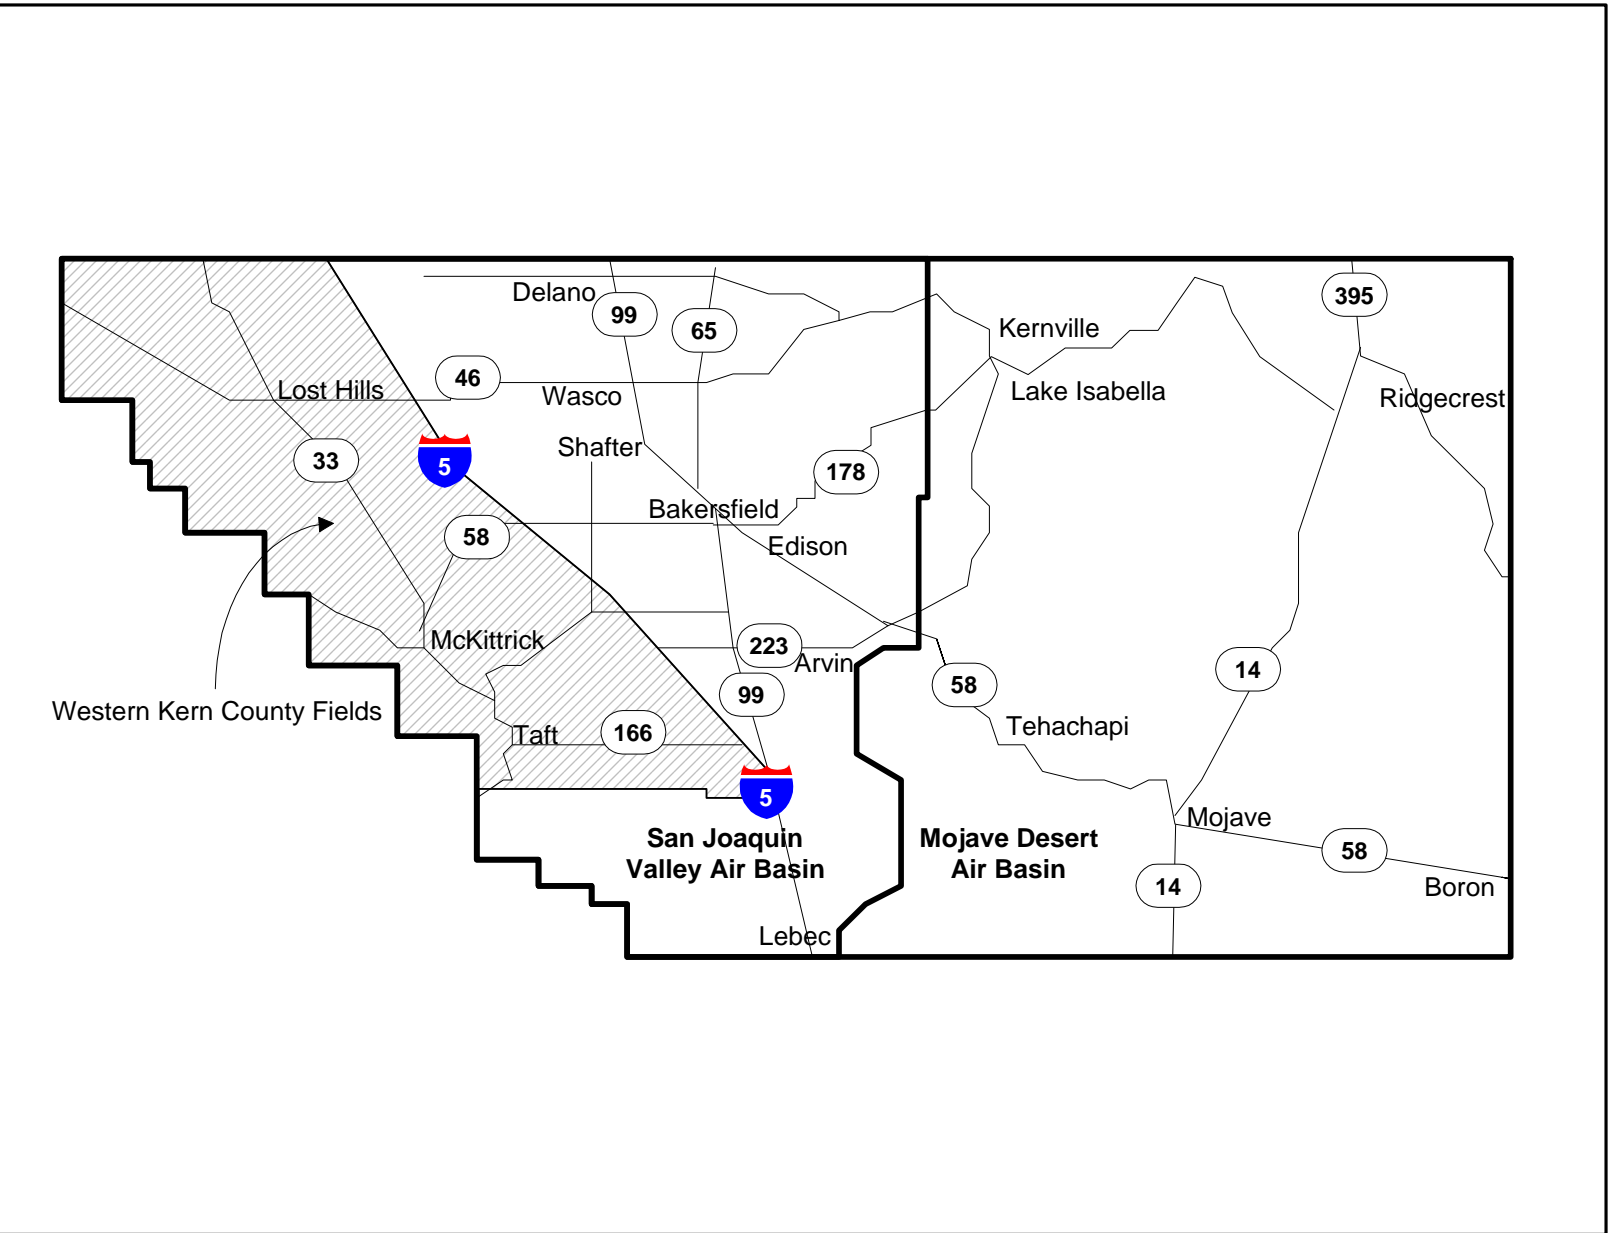 395
Delano
99
65
Kernville
46
Lost Hills
Wasco
Lake Isabella
Ridgecrest
Shafter
33
5
178
Bakersfield
58
Edison
McKittrick
223
Arvin
14
58
99
Western Kern County Fields
Taft
166
Tehachapi
5
Mojave
San Joaquin
Valley Air Basin
Mojave Desert
Air Basin
58
14
Boron
Lebec